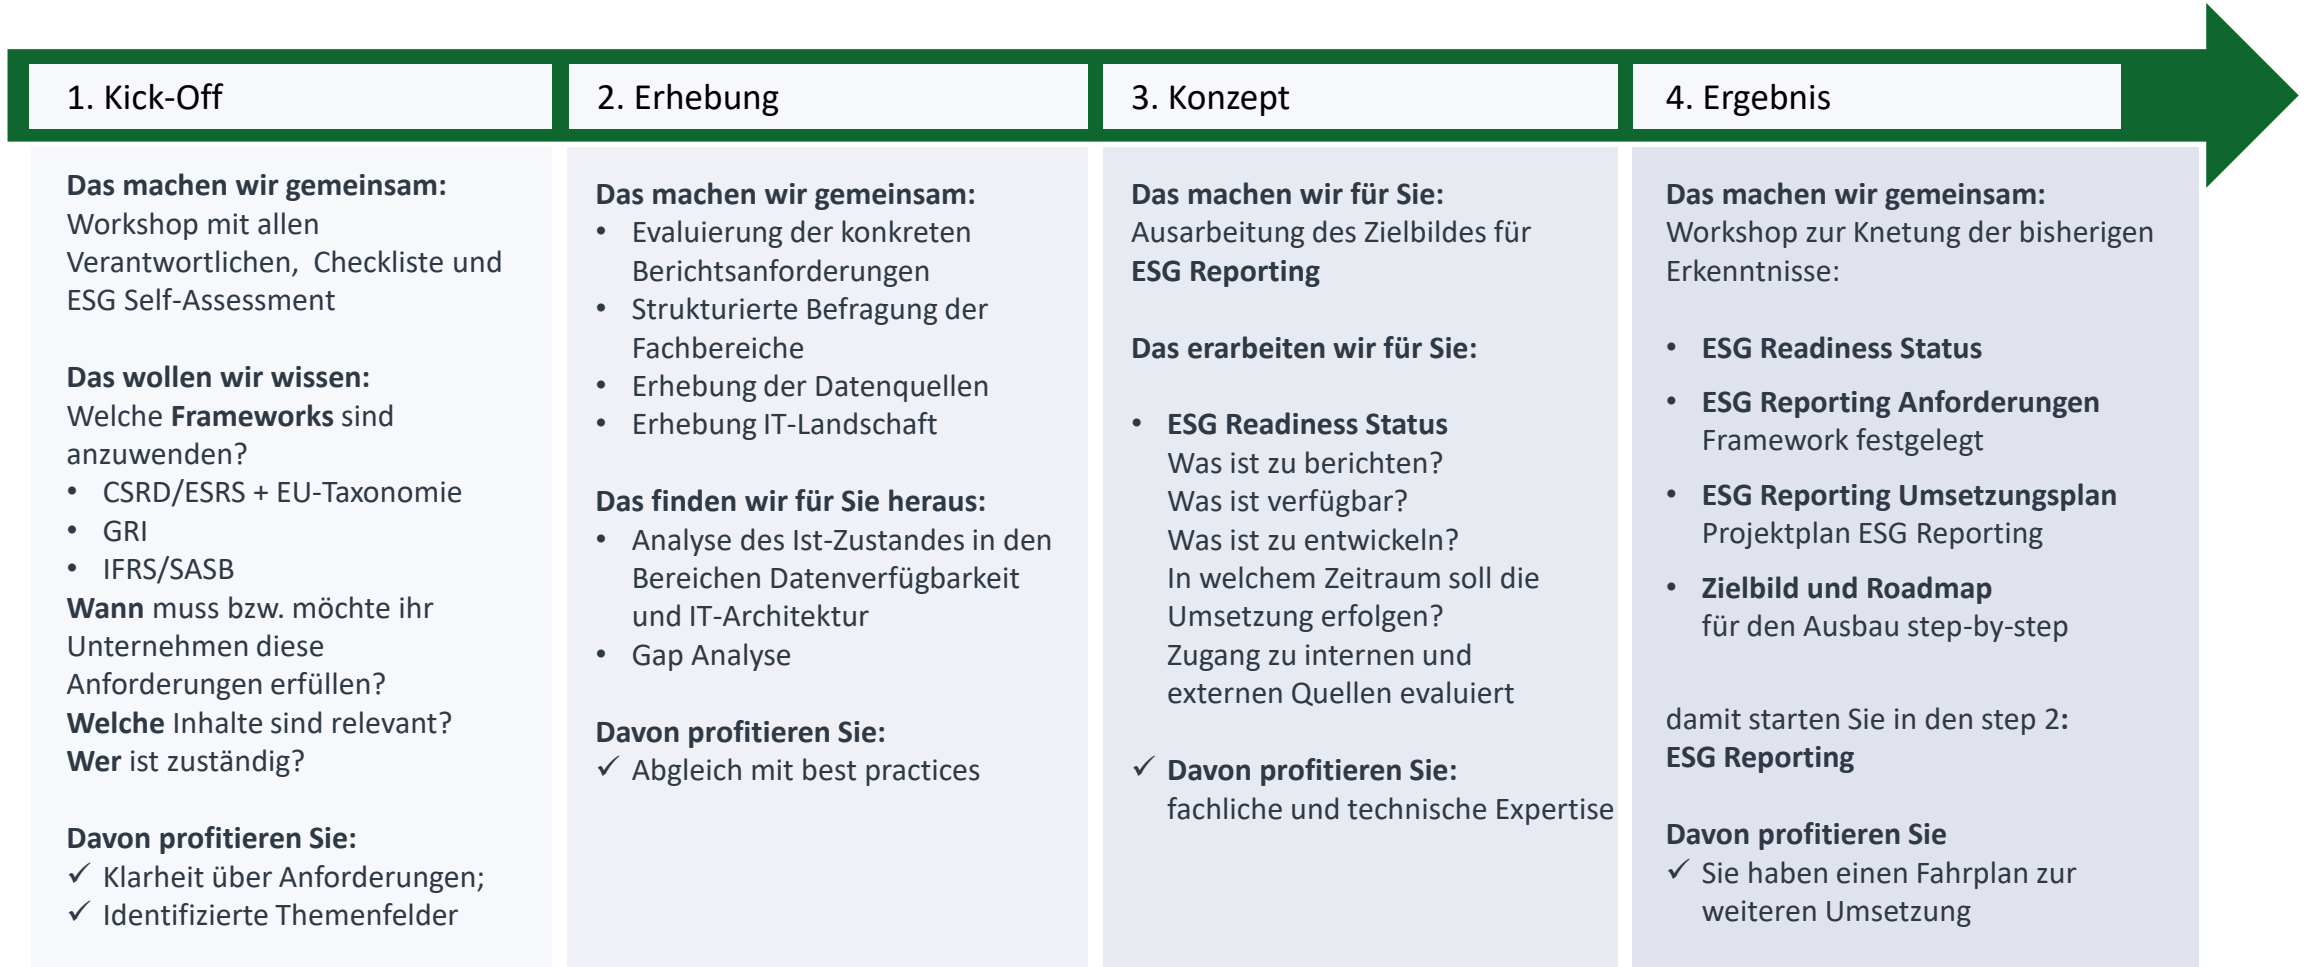 1. Kick-Off
Das machen wir gemeinsam:
Workshop mit allen
Verantwortlichen, Checkliste und
ESG Self-Assessment
Das wollen wir wissen:
Welche Frameworks sind
anzuwenden?
• CSRD/ESRS + EU-Taxonomie
• GRI
• IFRS/SASB
Wann muss bzw. möchte ihr
Unternehmen diese
Anforderungen erfüllen?
Welche Inhalte sind relevant?
Wer ist zuständig?
Davon profitieren Sie:
✓ Klarheit über Anforderungen;
✓ Identifizierte Themenfelder
2. Erhebung
Das machen wir gemeinsam:
• Evaluierung der konkreten
Berichtsanforderungen
• Strukturierte Befragung der
Fachbereiche
• Erhebung der Datenquellen
• Erhebung IT-Landschaft
Das finden wir für Sie heraus:
• Analyse des Ist-Zustandes in den
Bereichen Datenverfügbarkeit
und IT-Architektur
• Gap Analyse
Davon profitieren Sie:
✓ Abgleich mit best practices
3. Konzept
Das machen wir für Sie:
Ausarbeitung des Zielbildes für
ESG Reporting
Das erarbeiten wir für Sie:
• ESG Readiness Status
Was ist zu berichten?
Was ist verfügbar?
Was ist zu entwickeln?
In welchem Zeitraum soll die
Umsetzung erfolgen?
Zugang zu internen und
externen Quellen evaluiert
✓ Davon profitieren Sie:
fachliche und technische Expertise
4. Ergebnis
Das machen wir gemeinsam:
Workshop zur Knetung der bisherigen
Erkenntnisse:
• ESG Readiness Status
• ESG Reporting Anforderungen
Framework festgelegt
• ESG Reporting Umsetzungsplan
Projektplan ESG Reporting
• Zielbild und Roadmap
für den Ausbau step-by-step
damit starten Sie in den step 2:
ESG Reporting
Davon profitieren Sie
✓ Sie haben einen Fahrplan zur
weiteren Umsetzung